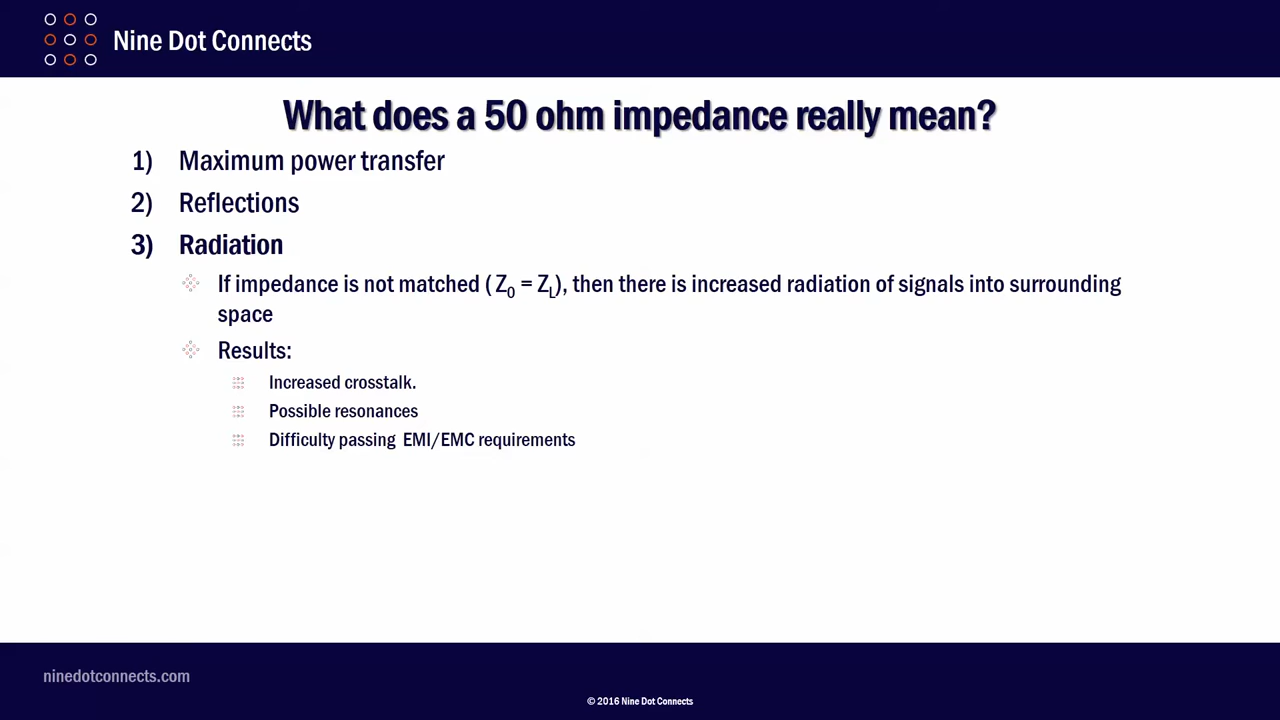 Nine Dot Connects
What does a 50 ohm impedance really mean?
1) Maximum power transfer
2) Reflections
3) Radiation
If impedance is not matched ( Z₀ = Z_L), then there is increased radiation of signals into surrounding
space
Results:
Increased crosstalk.
Possible resonances
Difficulty passing EMI/EMC requirements
ninedotconnects.com
© 2016 Nine Dot Connects